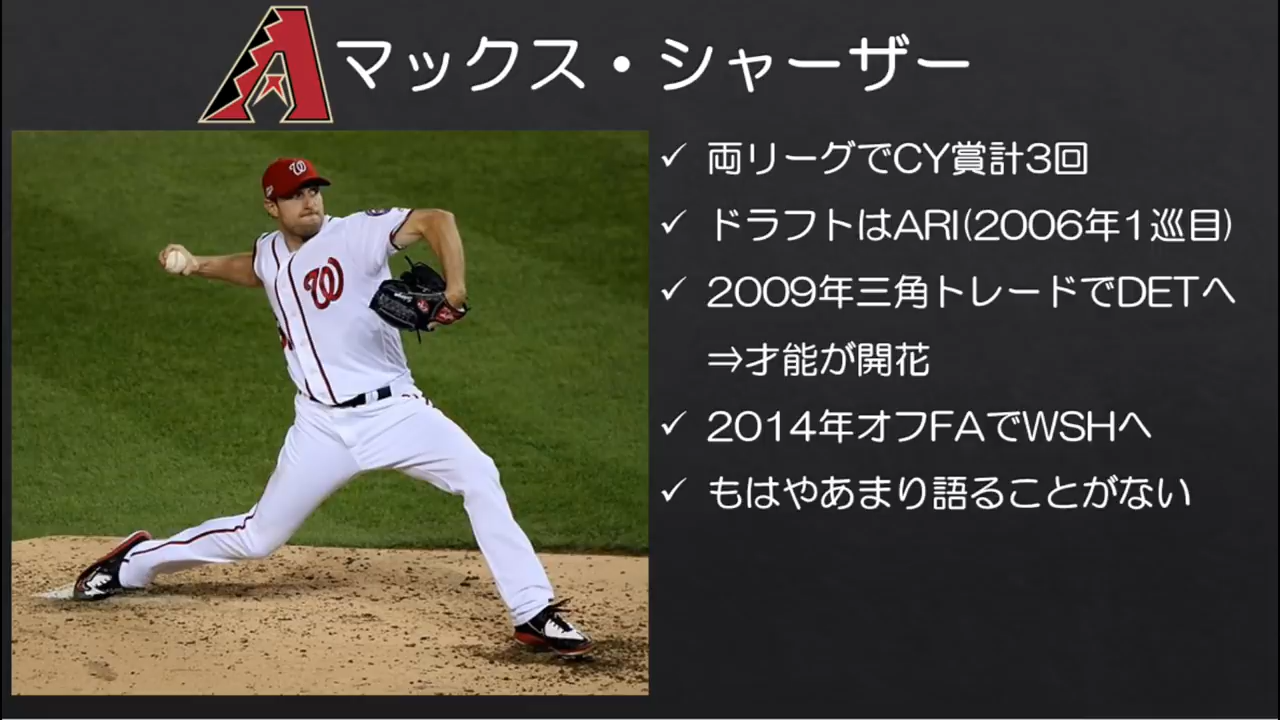 マックス・シャーザー
✓ 両リーグでCY賞計3回
✓ ドラフトはARI(2006年1巡目)
✓ 2009年三角トレードでDETへ
⇒才能が開花
✓ 2014年オフFAでWSHへ
✓ もはやあまり語ることがない
W
W